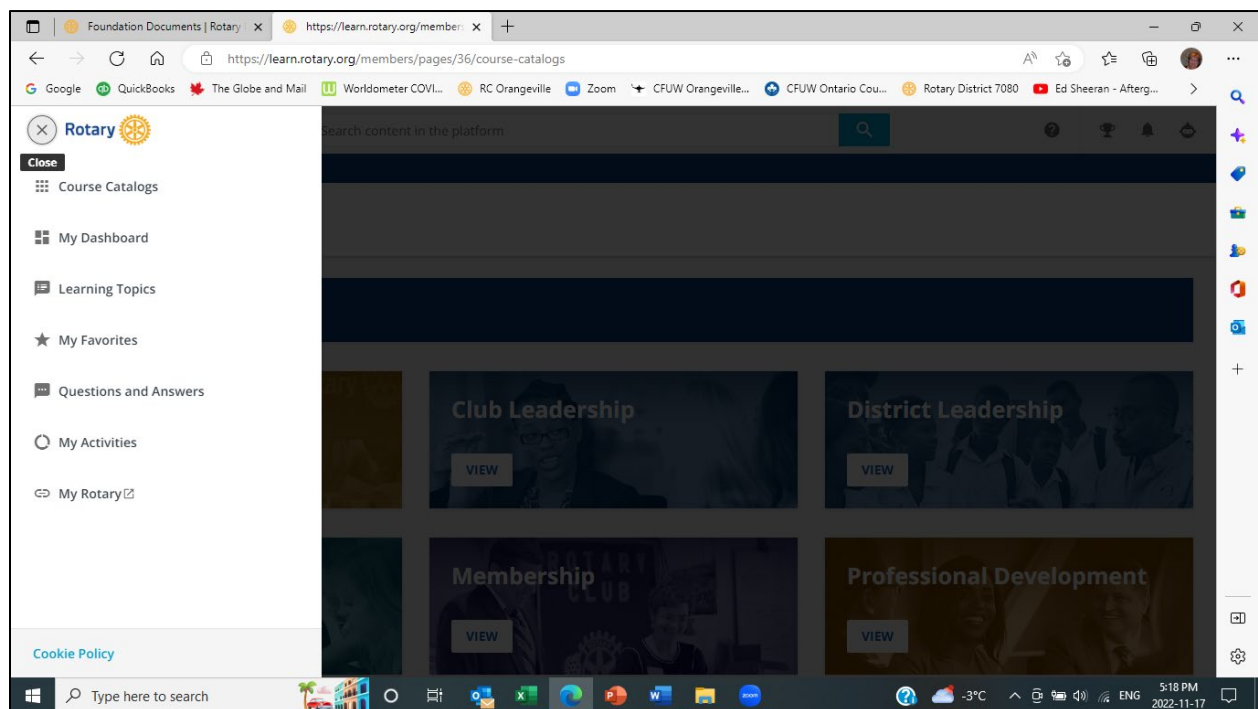 Foundation Documents | Rotary
https://learn.rotary.org/member
https://learn.rotary.org/members/pages/36/course-catalogs
Google QuickBooks The Globe and Mail Worldometer COVI... RC Orangeville Zoom CFUW Orangeville... CFUW Ontario Cou... Rotary District 7080 Ed Sheeran - Afterg...
Rotary
Search content in the platform
Close
Course Catalogs
My Dashboard
Learning Topics
My Favorites
Questions and Answers
My Activities
My Rotary
Cookie Policy
Club Leadership
VIEW
District Leadership
VIEW
Membership
VIEW
Professional Development
VIEW
ROTARY
CLUB
Type here to search
-3°C
ENG
5:18 PM
2022-11-17